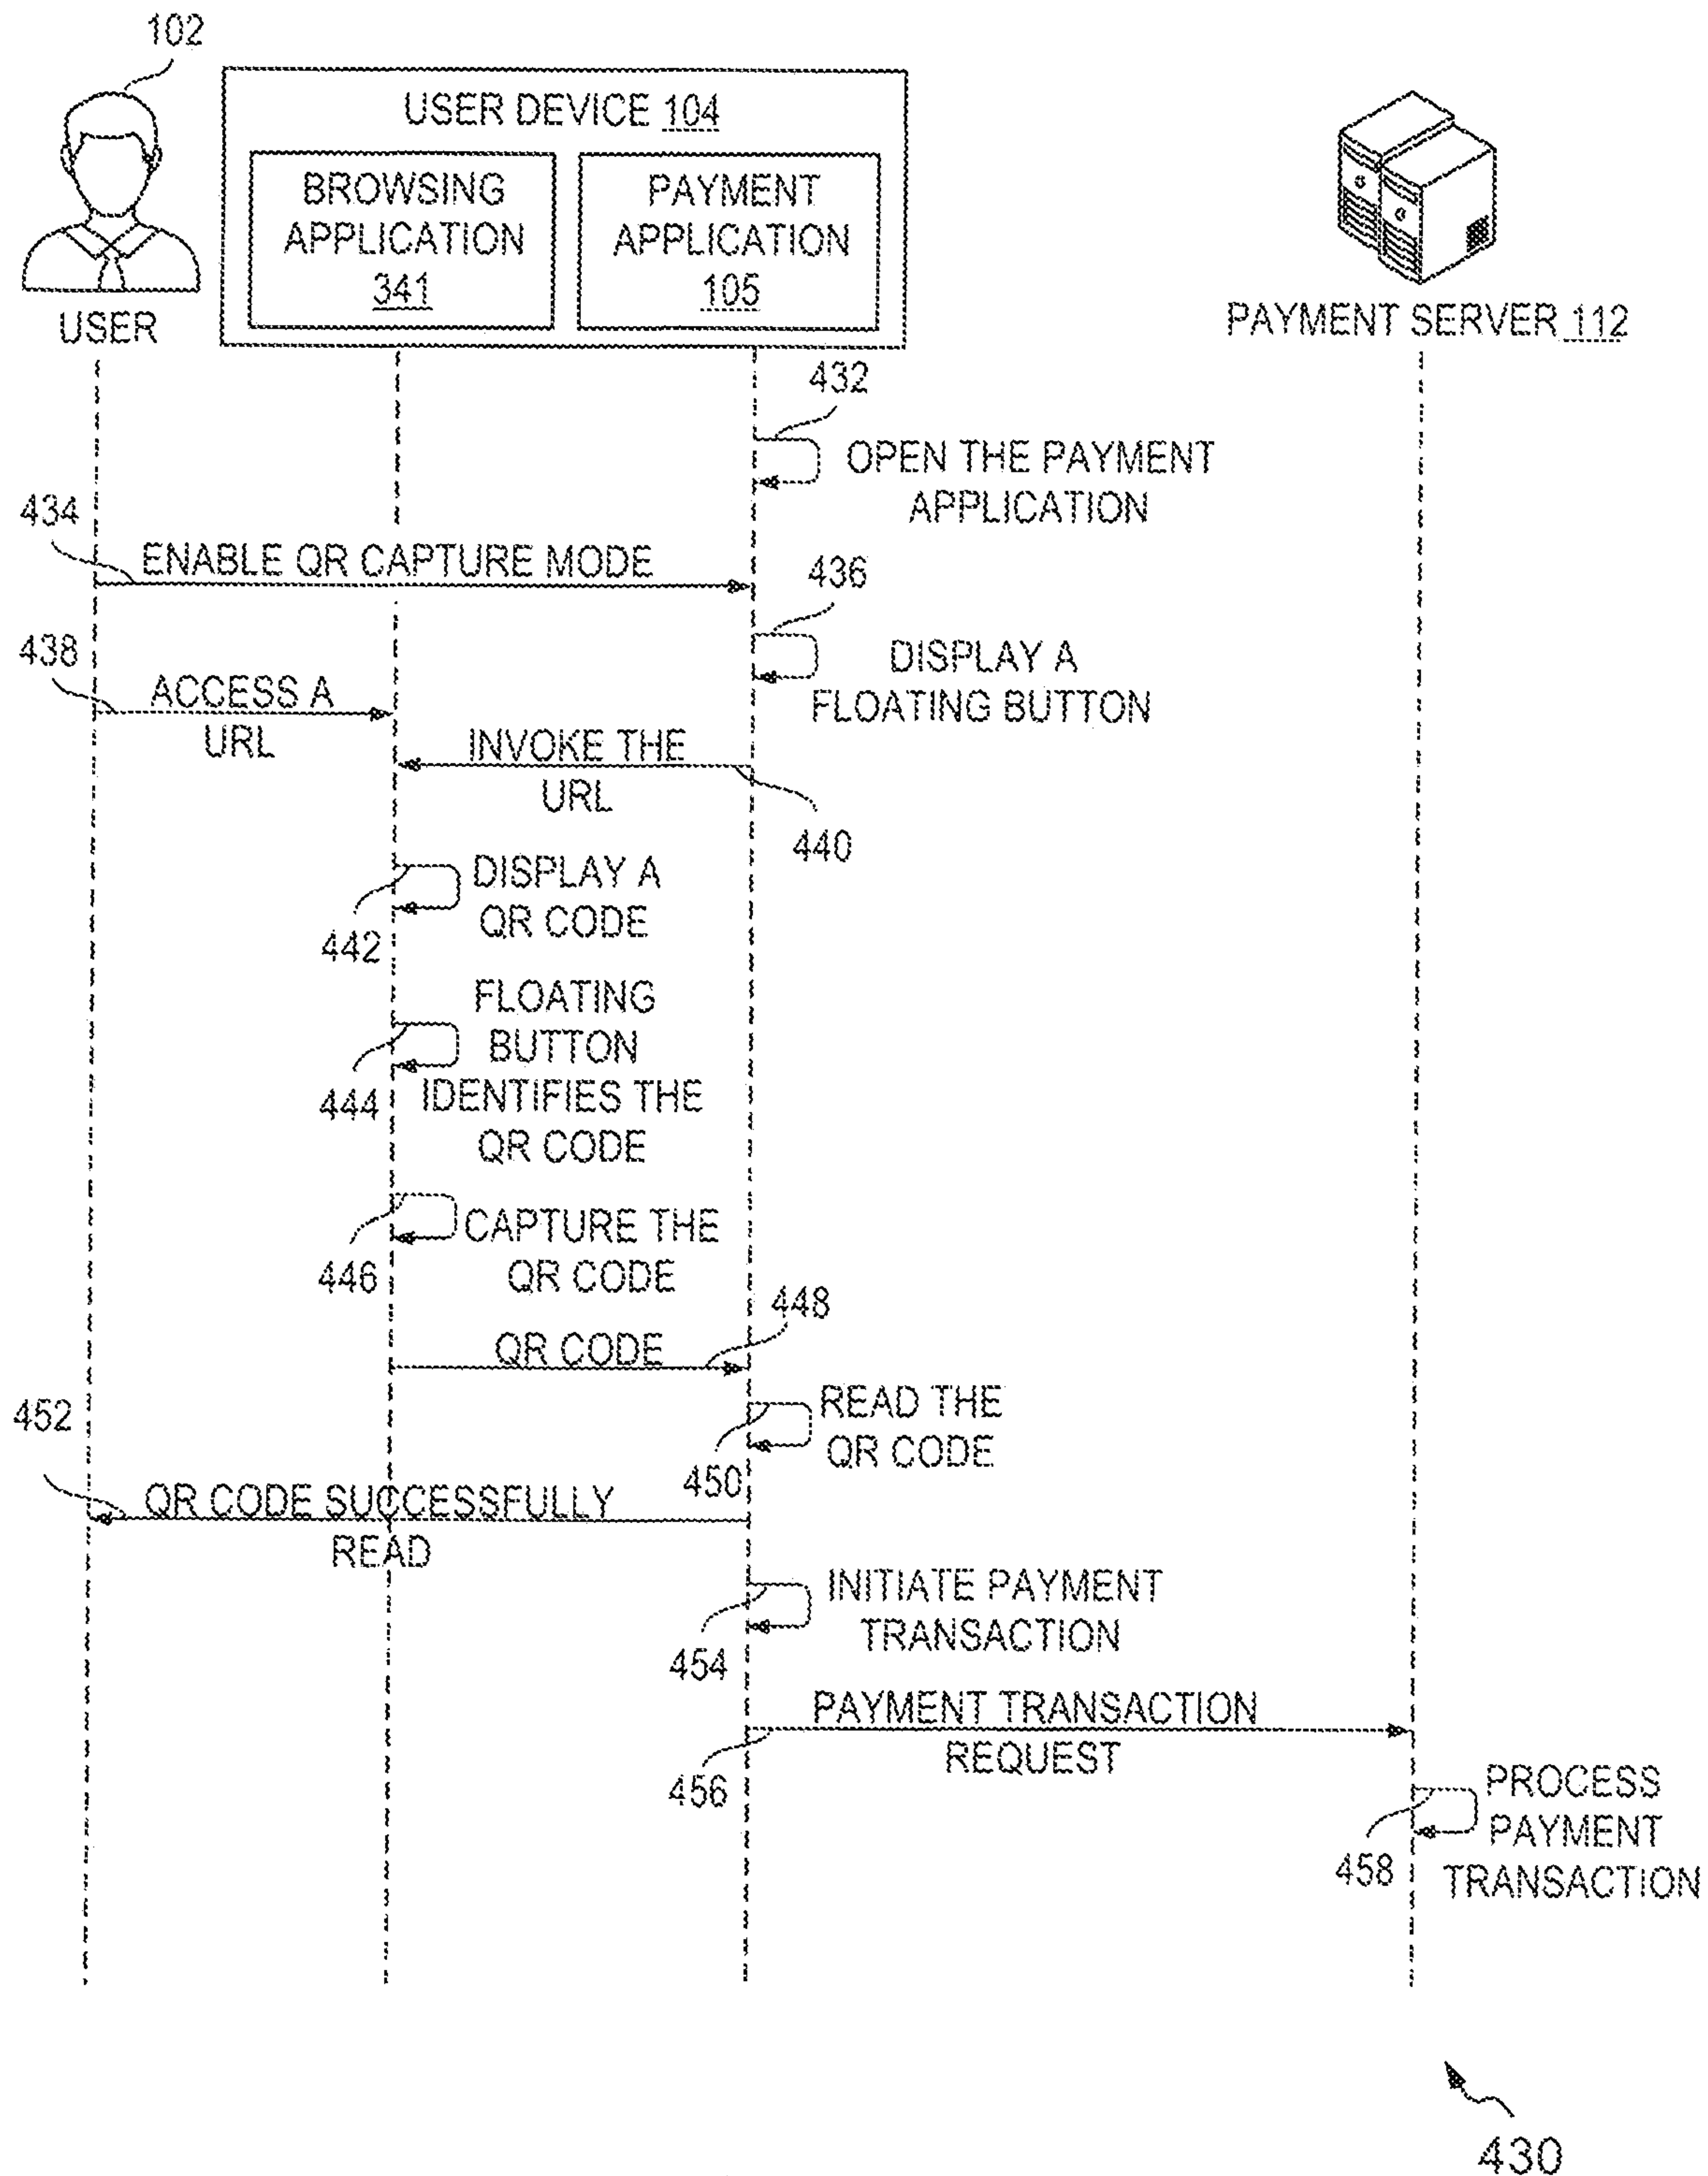 102
USER DEVICE 104
BROWSING
APPLICATION
341
PAYMENT
APPLICATION
105
USER
PAYMENT SERVER 112
432
OPEN THE PAYMENT
APPLICATION
434
ENABLE QR CAPTURE MODE
436
DISPLAY A
FLOATING BUTTON
438
ACCESS A
URL
INVOKE THE
URL
440
DISPLAY A
QR CODE
442
FLOATING
BUTTON
IDENTIFIES THE
QR CODE
444
CAPTURE THE
QR CODE
446
448
QR CODE
READ THE
QR CODE
450
452
QR CODE SUCCESSFULLY
READ
INITIATE PAYMENT
TRANSACTION
454
PAYMENT TRANSACTION
REQUEST
456
PROCESS
PAYMENT
TRANSACTION
458
430